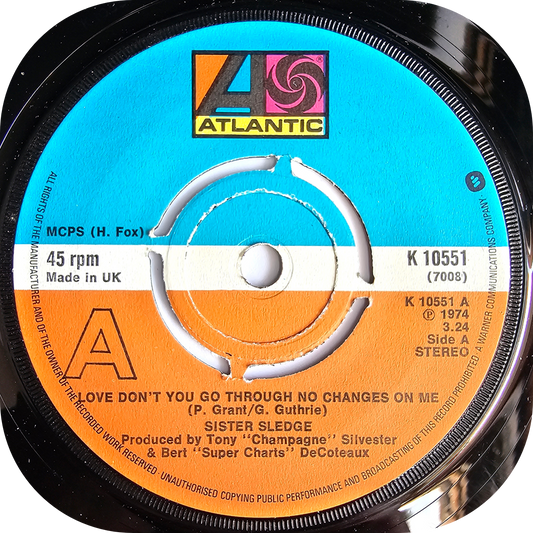 ATLANTIC
®
MCPS (H. Fox)
45 rpm
Made in UK
K 10551
(7008)
K 10551 A
℗ 1974
3.24
Side A
STEREO
A
LOVE DON'T YOU GO THROUGH NO CHANGES ON ME
(P. Grant/G. Guthrie)
SISTER SLEDGE
Produced by Tony "Champagne" Silvester
& Bert "Super Charts" DeCoteaux
ALL RIGHTS OF THE MANUFACTURER AND OF THE OWNER OF THE RECORDED WORK RESERVED UNAUTHORISED COPYING PUBLIC PERFORMANCE AND BROADCASTING OF THIS RECORD PROHIBITED A WARNER COMMUNICATIONS COMPANY